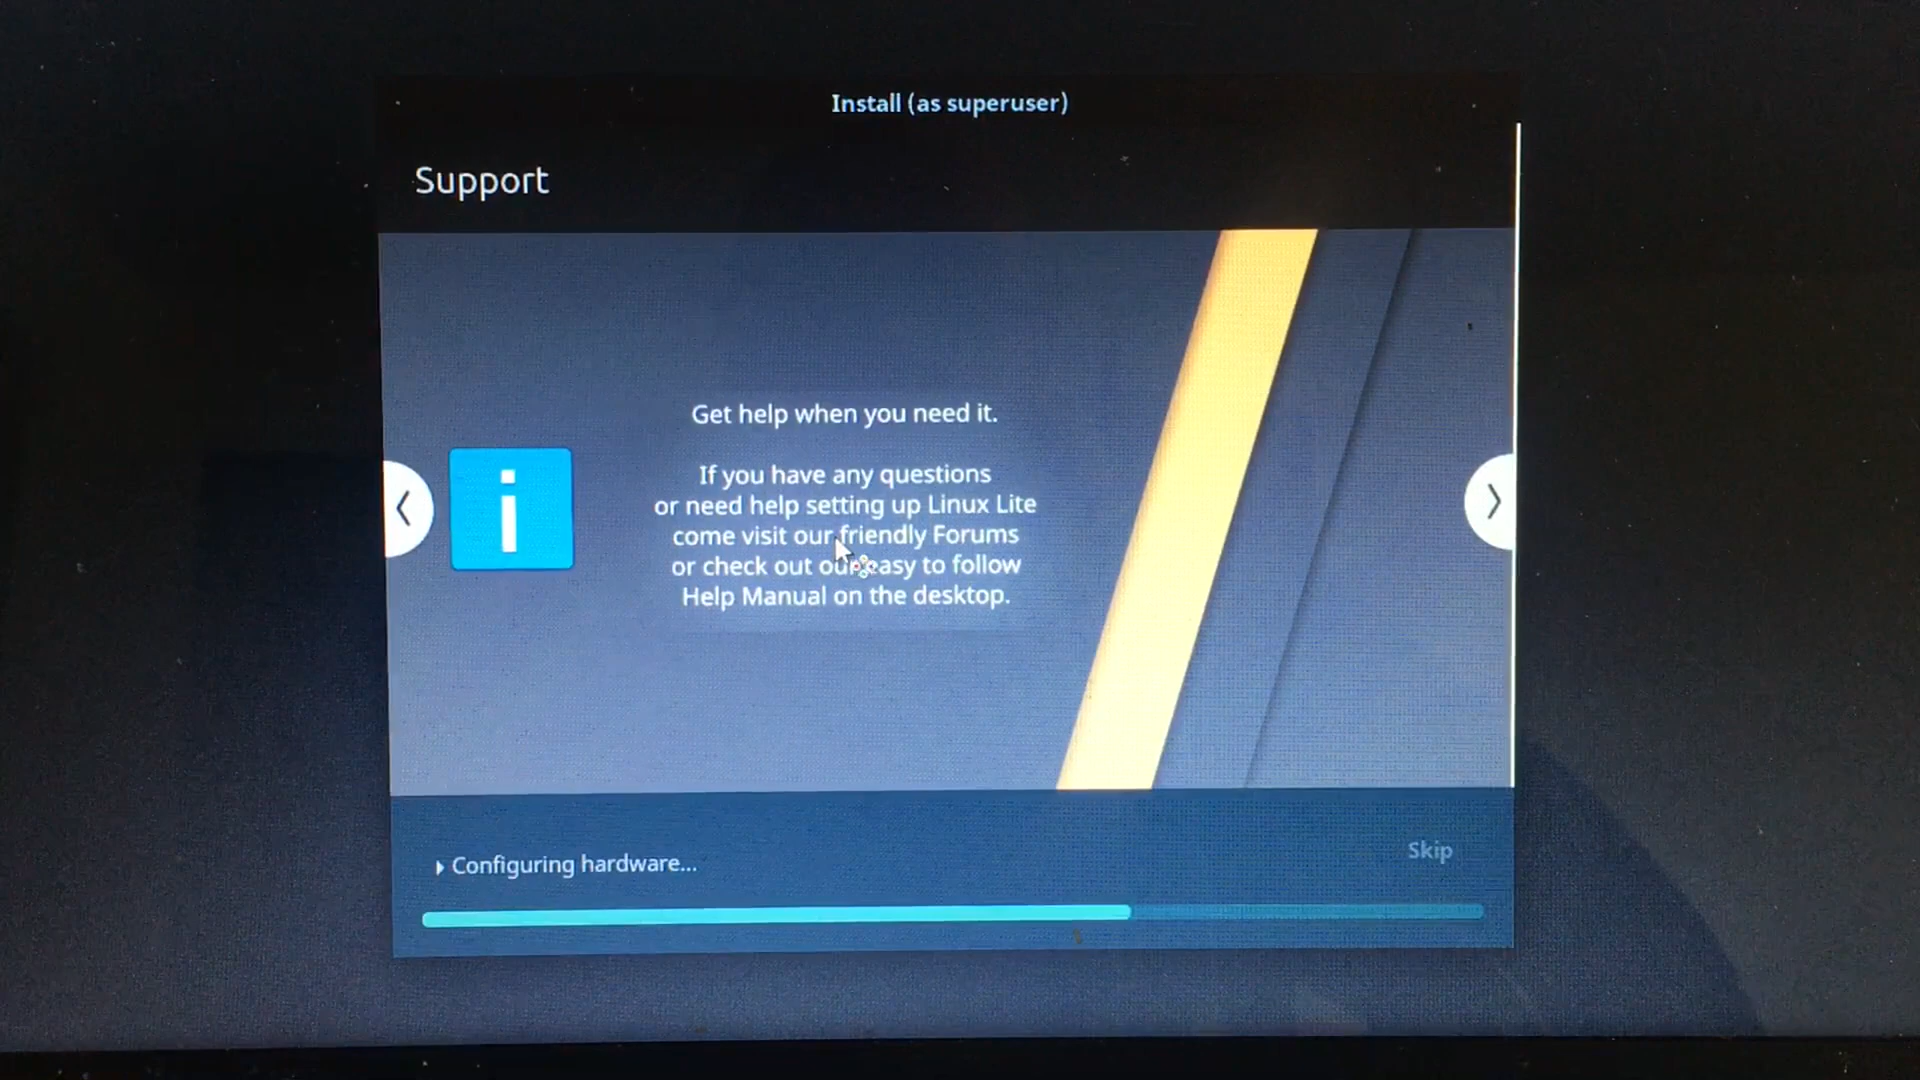 Install (as superuser)
Support
Get help when you need it.
If you have any questions
or need help setting up Linux Lite
come visit our friendly Forums
or check out our easy to follow
Help Manual on the desktop.
Configuring hardware...
Skip